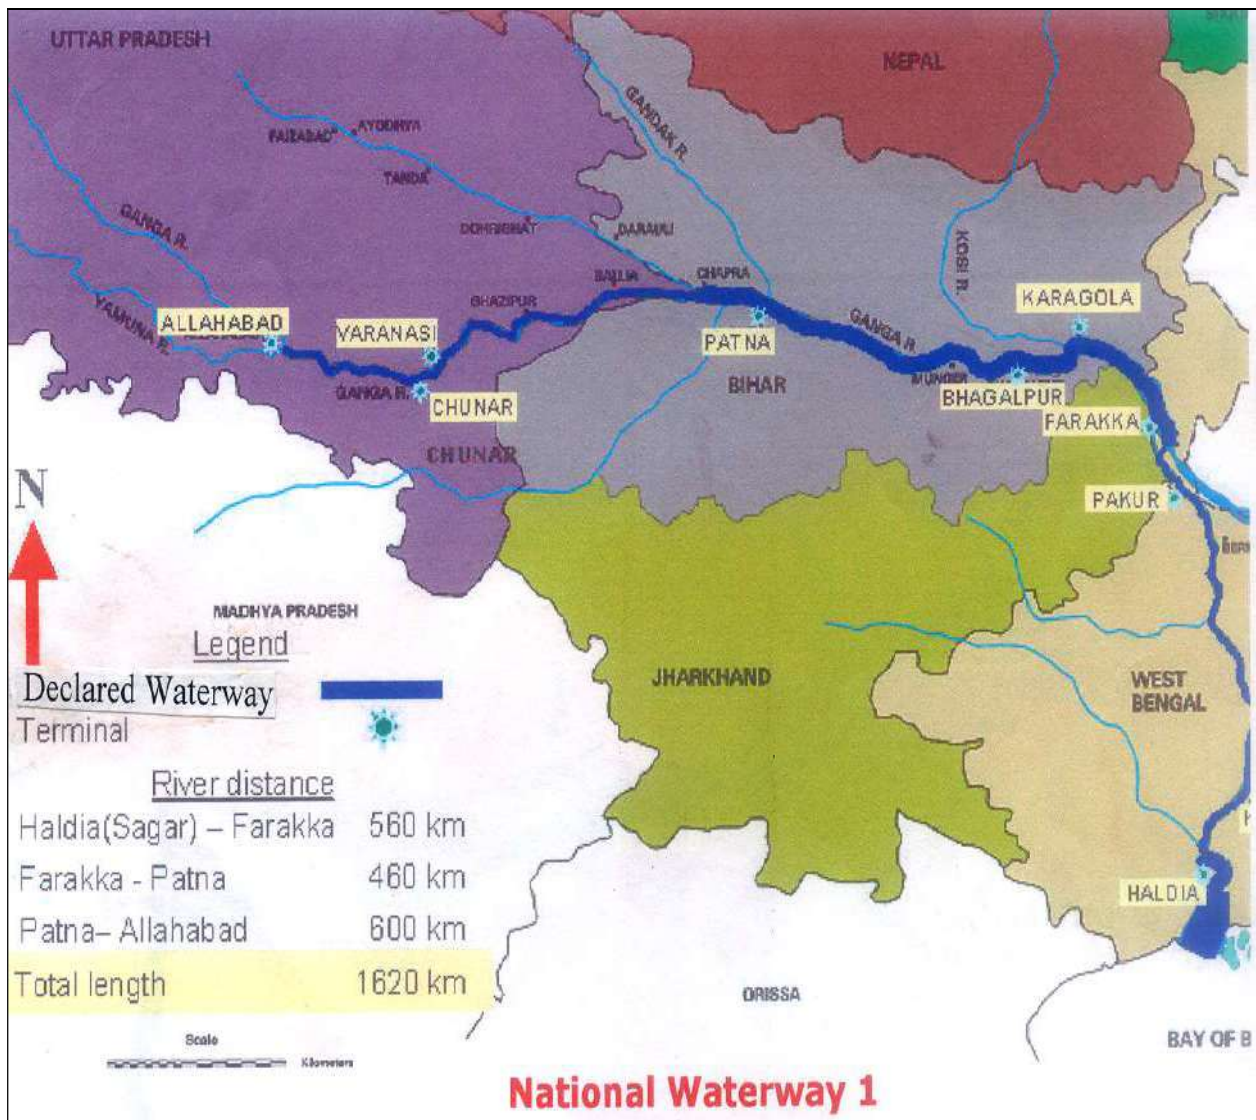 UTTAR PRADESH
NEPAL
GANDAK R.
FAIZABAD
AYODHYA
TANDA
DOHRIGHAT
DARAULI
GANGA R.
KOSI R.
BALLIA
CHAPRA
GHAZIPUR
YAMUNA R.
ALLAHABAD
VARANASI
PATNA
GANGA R.
KARAGOLA
GANGA R.
CHUNAR
BIHAR
MUNGER
BHAGALPUR
FARAKKA
CHUNAR
N
PAKUR
MADHYA PRADESH
Legend
Declared Waterway
Terminal
JHARKHAND
WEST
BENGAL
River distance
Haldia(Sagar) – Farakka 560 km
Farakka - Patna 460 km
Patna– Allahabad 600 km
Total length 1620 km
HALDIA
ORISSA
Scale
Kilometers
BAY OF B
National Waterway 1